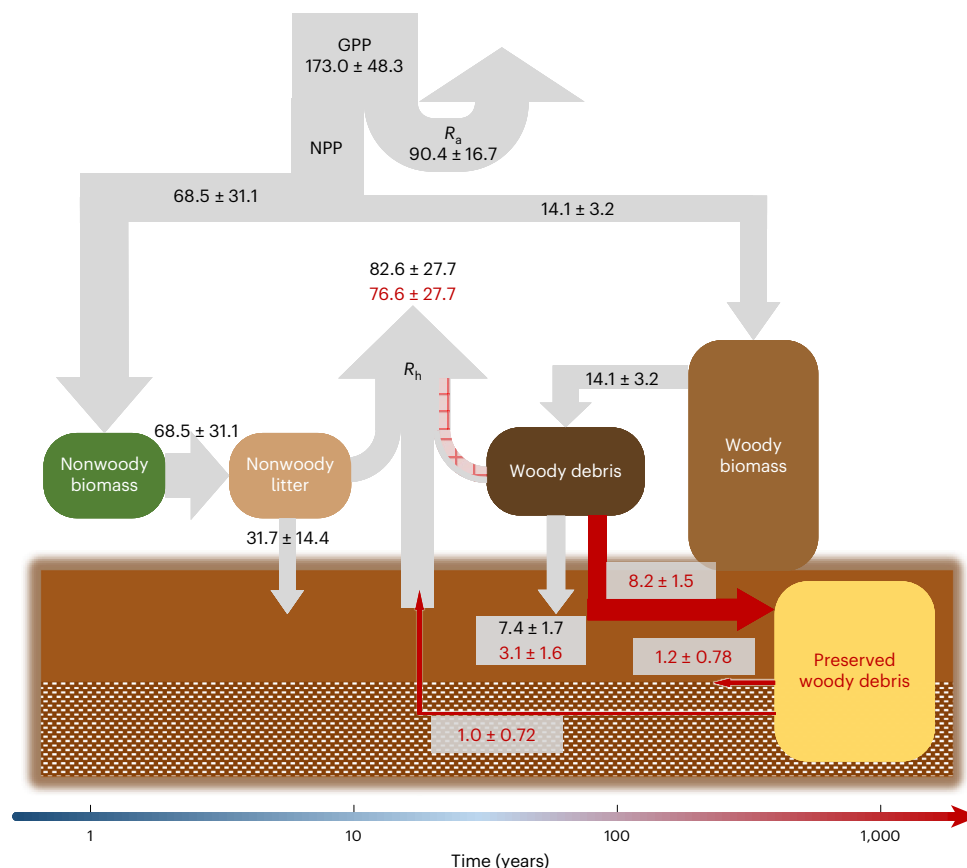 GPP
173.0 ± 48.3
R
a
90.4 ± 16.7
NPP
68.5 ± 31.1
14.1 ± 3.2
82.6 ± 27.7
76.6 ± 27.7
R
h
14.1 ± 3.2
68.5 ± 31.1
Nonwoody
biomass
Nonwoody
litter
Woody debris
Woody
biomass
31.7 ± 14.4
8.2 ± 1.5
7.4 ± 1.7
3.1 ± 1.6
1.2 ± 0.78
Preserved
woody debris
1.0 ± 0.72
1
10
100
1,000
Time (years)